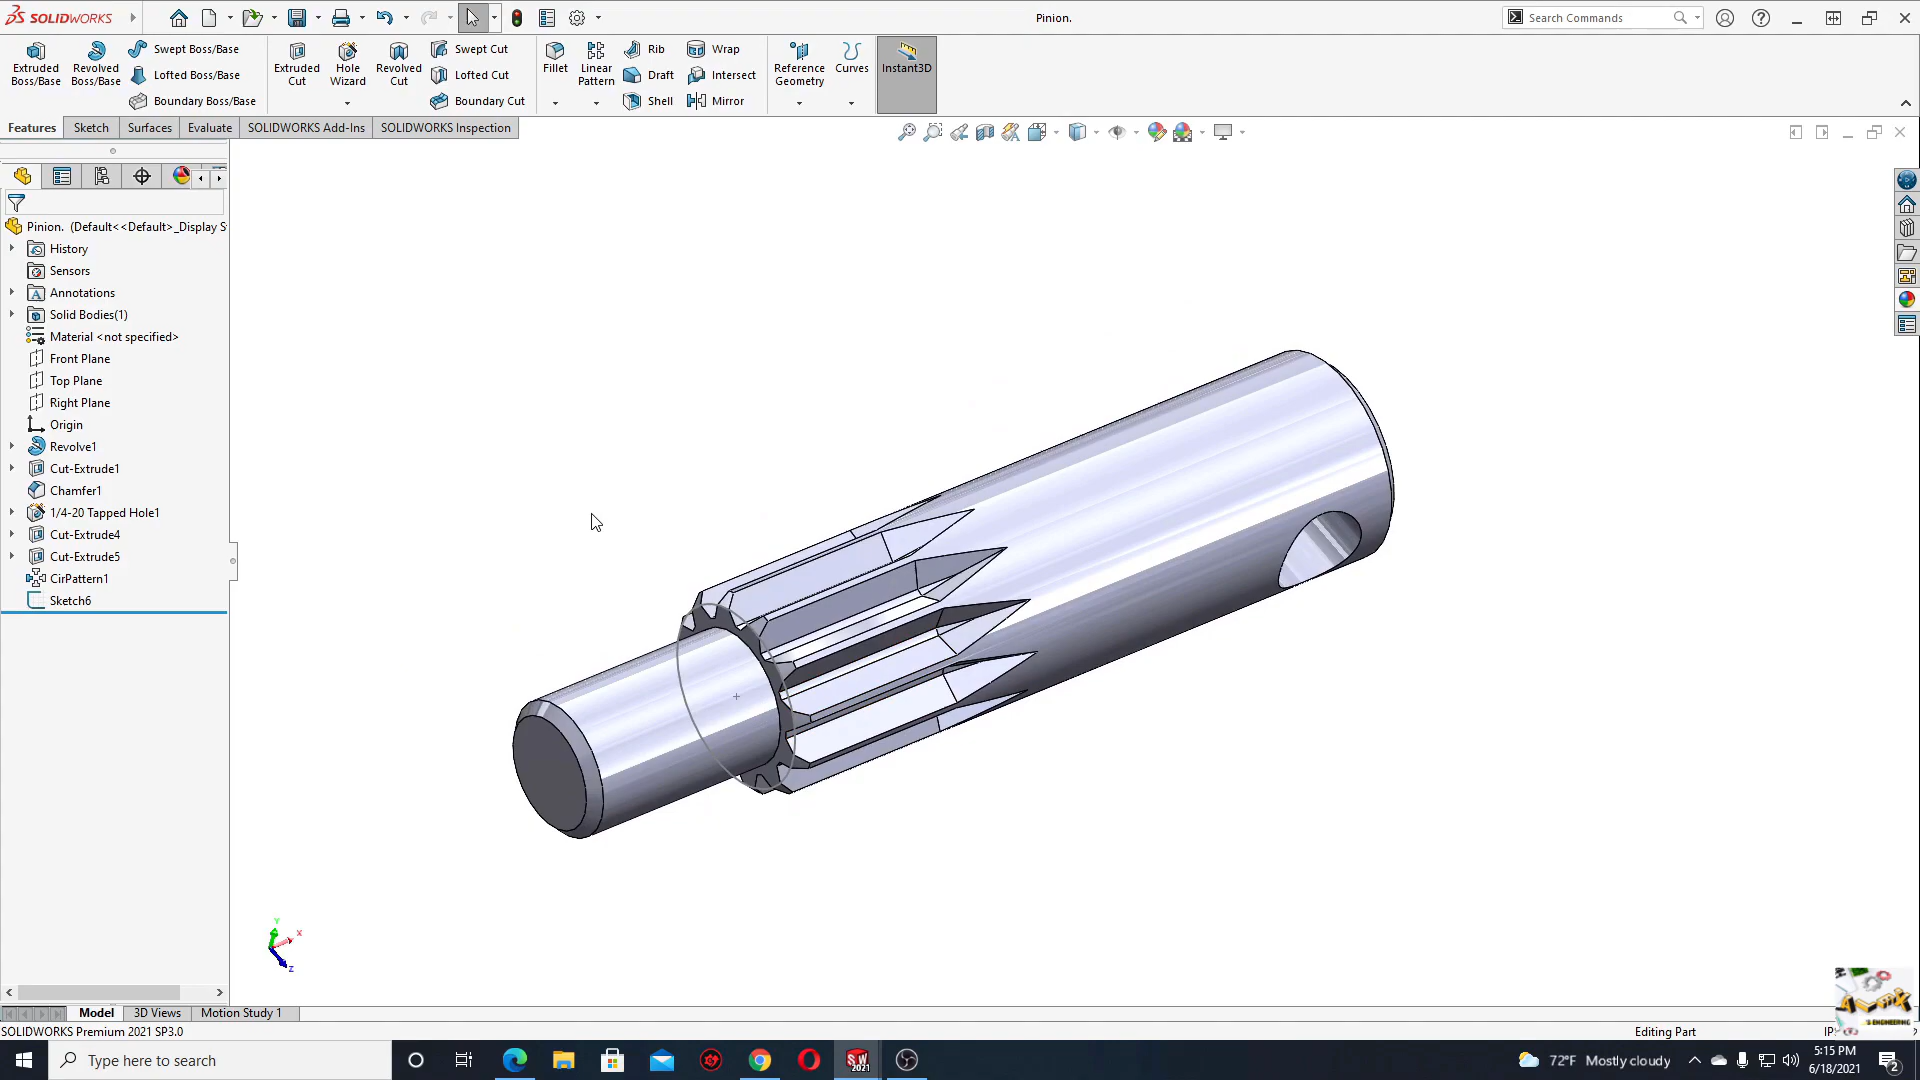 SOLIDWORKS
Pinion.
Search Commands
Extruded Boss/Base
Revolved Boss/Base
Swept Boss/Base
Lofted Boss/Base
Boundary Boss/Base
Extruded Cut
Hole Wizard
Revolved Cut
Swept Cut
Lofted Cut
Boundary Cut
Fillet
Linear Pattern
Rib
Draft
Shell
Wrap
Intersect
Mirror
Reference Geometry
Curves
Instant3D
Features
Sketch
Surfaces
Evaluate
SOLIDWORKS Add-Ins
SOLIDWORKS Inspection
Pinion. (Default<<Default>_Display S
History
Sensors
Annotations
Solid Bodies(1)
Material <not specified>
Front Plane
Top Plane
Right Plane
Origin
Revolve1
Cut-Extrude1
Chamfer1
1/4-20 Tapped Hole1
Cut-Extrude4
Cut-Extrude5
CirPattern1
Sketch6
Y
X
Z
Model
3D Views
Motion Study 1
SOLIDWORKS Premium 2021 SP3.0
Editing Part
Type here to search
SW
2021
72°F Mostly cloudy
5:15 PM
6/18/2021
2